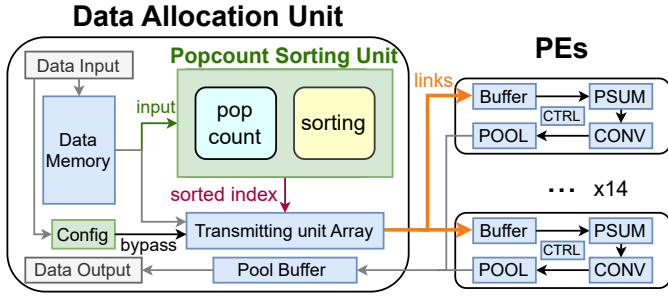 Data Allocation Unit
PEs
Data Input
Popcount Sorting Unit
links
input
pop
count
sorting
Data
Memory
sorted index
Config
bypass
Transmitting unit Array
Data Output
Pool Buffer
Buffer
PSUM
CTRL
POOL
CONV
··· x14
Buffer
PSUM
CTRL
POOL
CONV